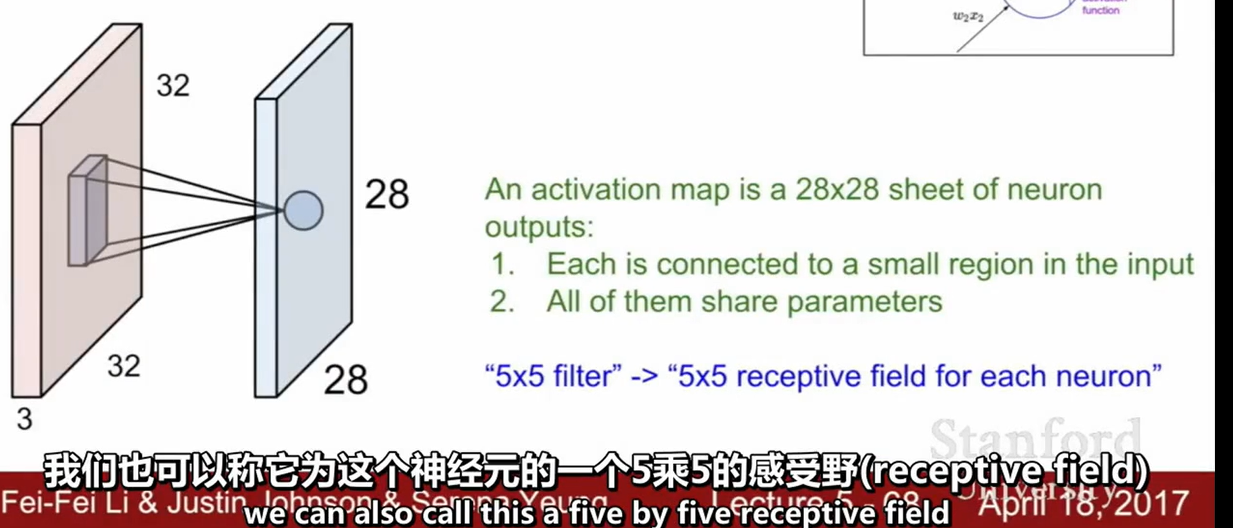 w₂x₂
activation
function
32
28
An activation map is a 28x28 sheet of neuron
outputs:
1. Each is connected to a small region in the input
2. All of them share parameters
32
28
"5x5 filter" -> "5x5 receptive field for each neuron"
3
Stanford
University
我们也可以称它为这个神经元的一个5乘5的感受野(receptive field)
Fei-Fei Li & Justin Johnson & Serena Yeung
Lecture 5 -
April 18, 2017
we can also call this a five by five receptive field